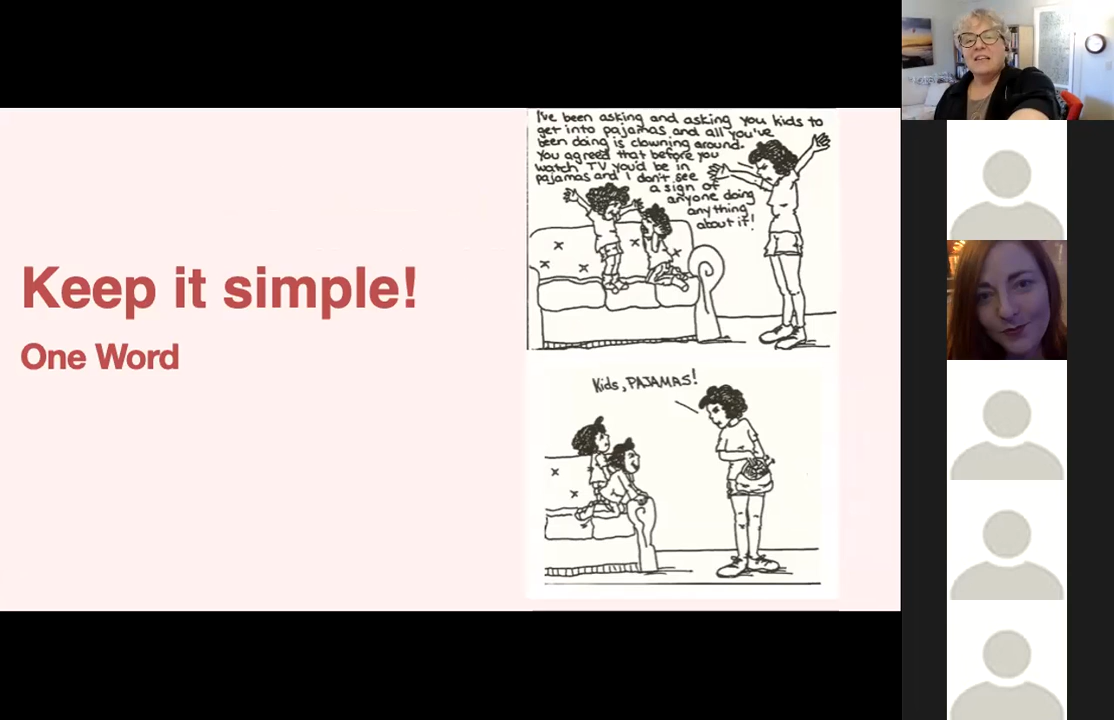 Keep it simple!
One Word
I've been asking and asking you kids to
get into pajamas and all you've
been doing is clowning around.
You agreed that before you
watch TV you'd be in
pajamas and I don't see
a sign of
anyone doing
anything
about it!
Kids, PAJAMAS!